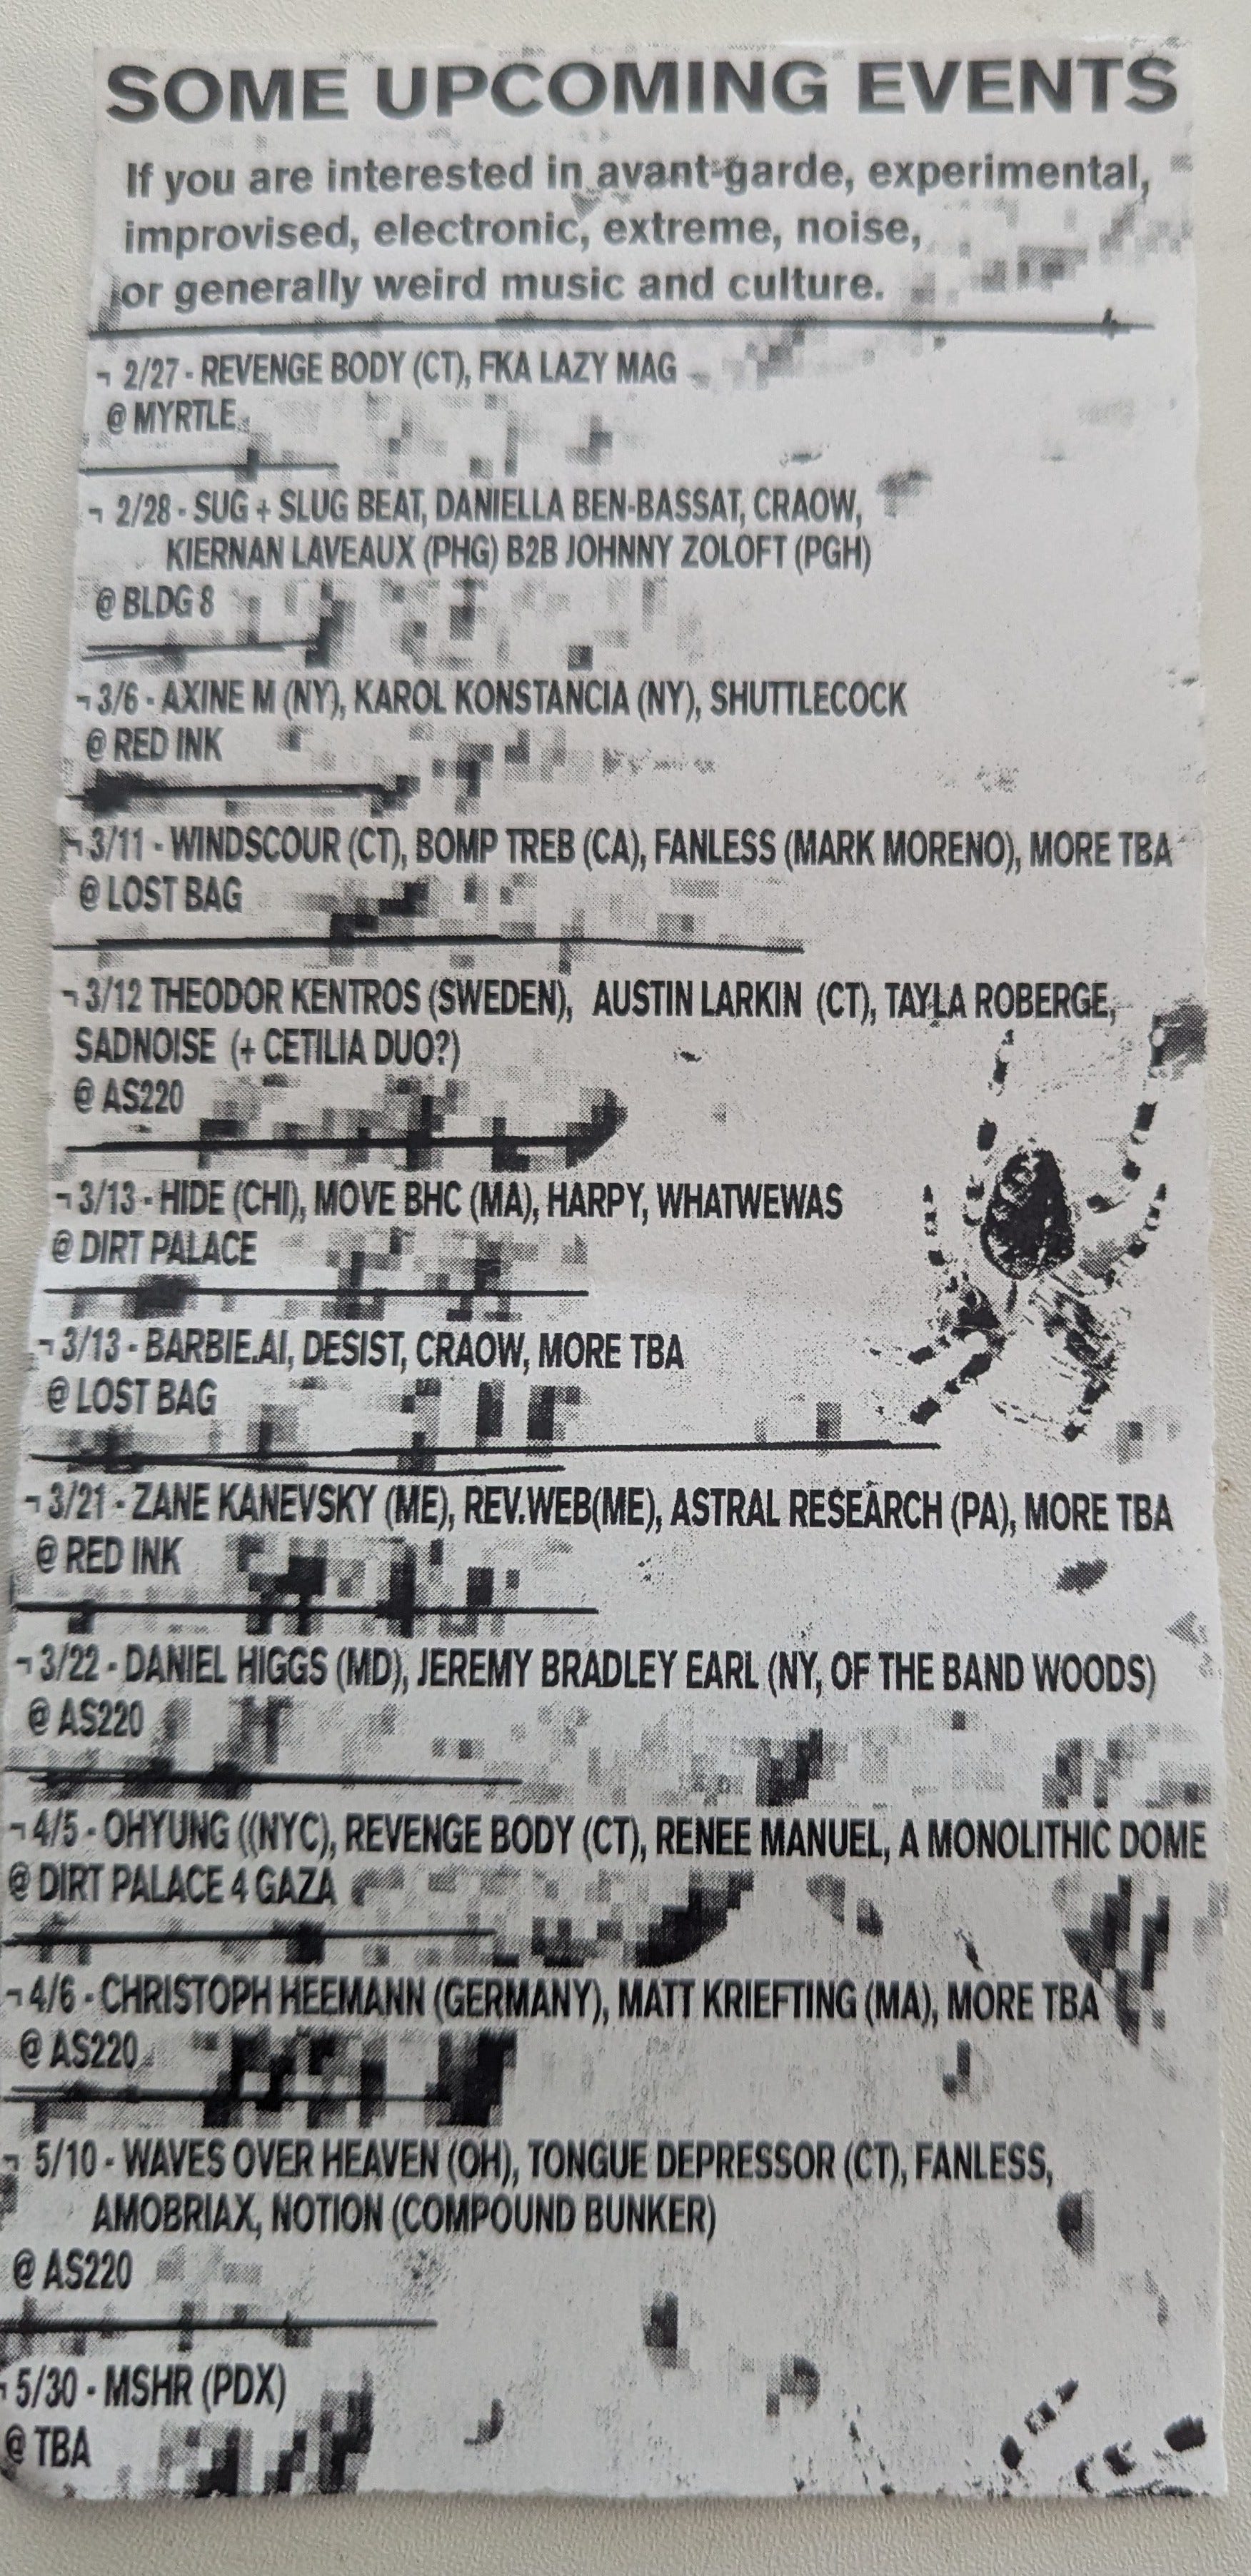 SOME UPCOMING EVENTS
If you are interested in avant-garde, experimental,
improvised, electronic, extreme, noise,
or generally weird music and culture.
¬ 2/27 - REVENGE BODY (CT), FKA LAZY MAG
@ MYRTLE
¬ 2/28 - SUG + SLUG BEAT, DANIELLA BEN-BASSAT, CRAOW,
KIERNAN LAVEAUX (PHG) B2B JOHNNY ZOLOFT (PGH)
@ BLDG 8
¬ 3/6 - AXINE M (NY), KAROL KONSTANCIA (NY), SHUTTLECOCK
@ RED INK
¬ 3/11 - WINDSCOUR (CT), BOMP TREB (CA), FANLESS (MARK MORENO), MORE TBA
@ LOST BAG
¬ 3/12 THEODOR KENTROS (SWEDEN), AUSTIN LARKIN (CT), TAYLA ROBERGE,
SADNOISE (+ CETILIA DUO?)
@ AS220
¬ 3/13 - HIDE (CHI), MOVE BHC (MA), HARPY, WHATWEWAS
@ DIRT PALACE
¬ 3/13 - BARBIE.AI, DESIST, CRAOW, MORE TBA
@ LOST BAG
¬ 3/21 - ZANE KANEVSKY (ME), REV.WEB(ME), ASTRAL RESEARCH (PA), MORE TBA
@ RED INK
¬ 3/22 - DANIEL HIGGS (MD), JEREMY BRADLEY EARL (NY, OF THE BAND WOODS)
@ AS220
¬ 4/5 - OHYUNG ((NYC), REVENGE BODY (CT), RENEE MANUEL, A MONOLITHIC DOME
@ DIRT PALACE 4 GAZA
¬ 4/6 - CHRISTOPH HEEMANN (GERMANY), MATT KRIEFTING (MA), MORE TBA
@ AS220
¬ 5/10 - WAVES OVER HEAVEN (OH), TONGUE DEPRESSOR (CT), FANLESS,
AMOBRIAX, NOTION (COMPOUND BUNKER)
@ AS220
¬ 5/30 - MSHR (PDX)
@ TBA